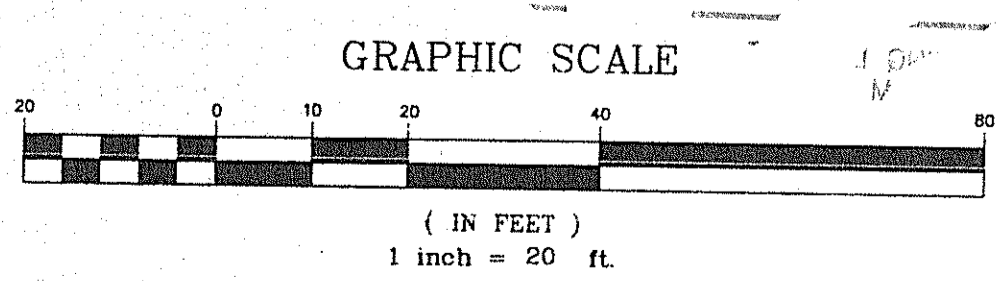 GRAPHIC SCALE
20 0 10 20 40 80
( IN FEET )
1 inch = 20 ft.